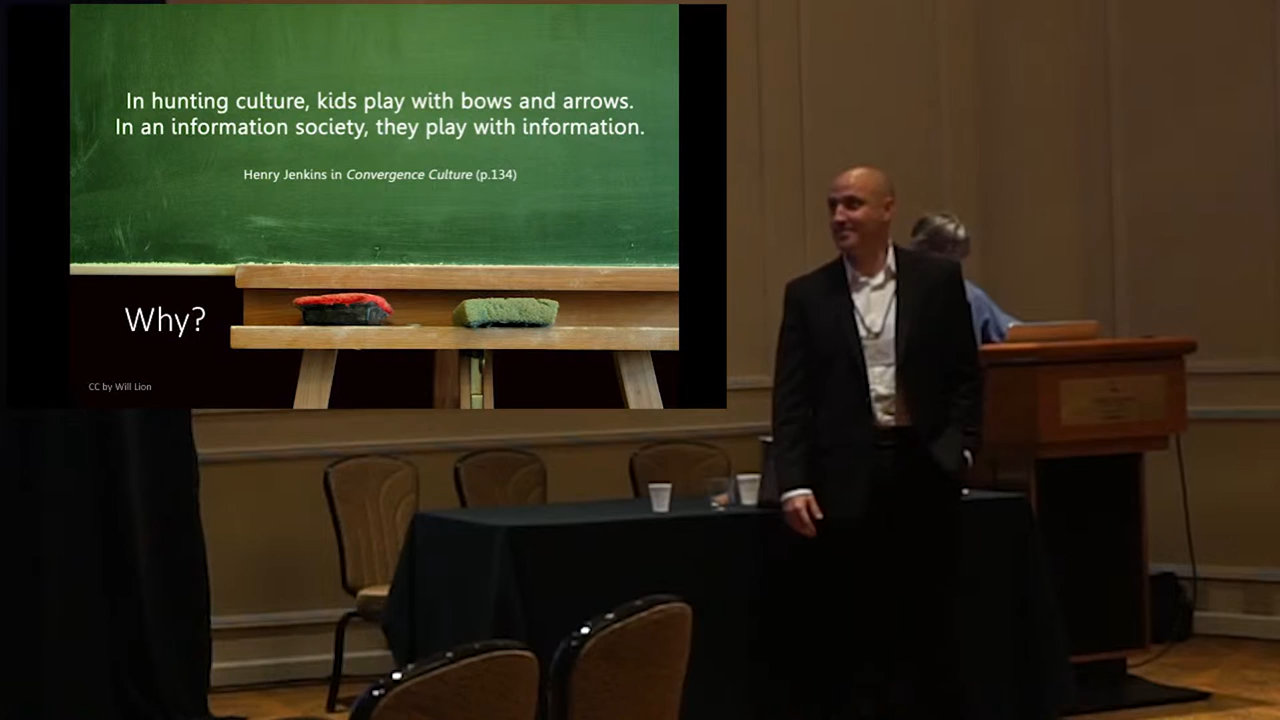 In hunting culture, kids play with bows and arrows.
In an information society, they play with information.
Henry Jenkins in Convergence Culture (p.134)
Why?
CC by Will Lion